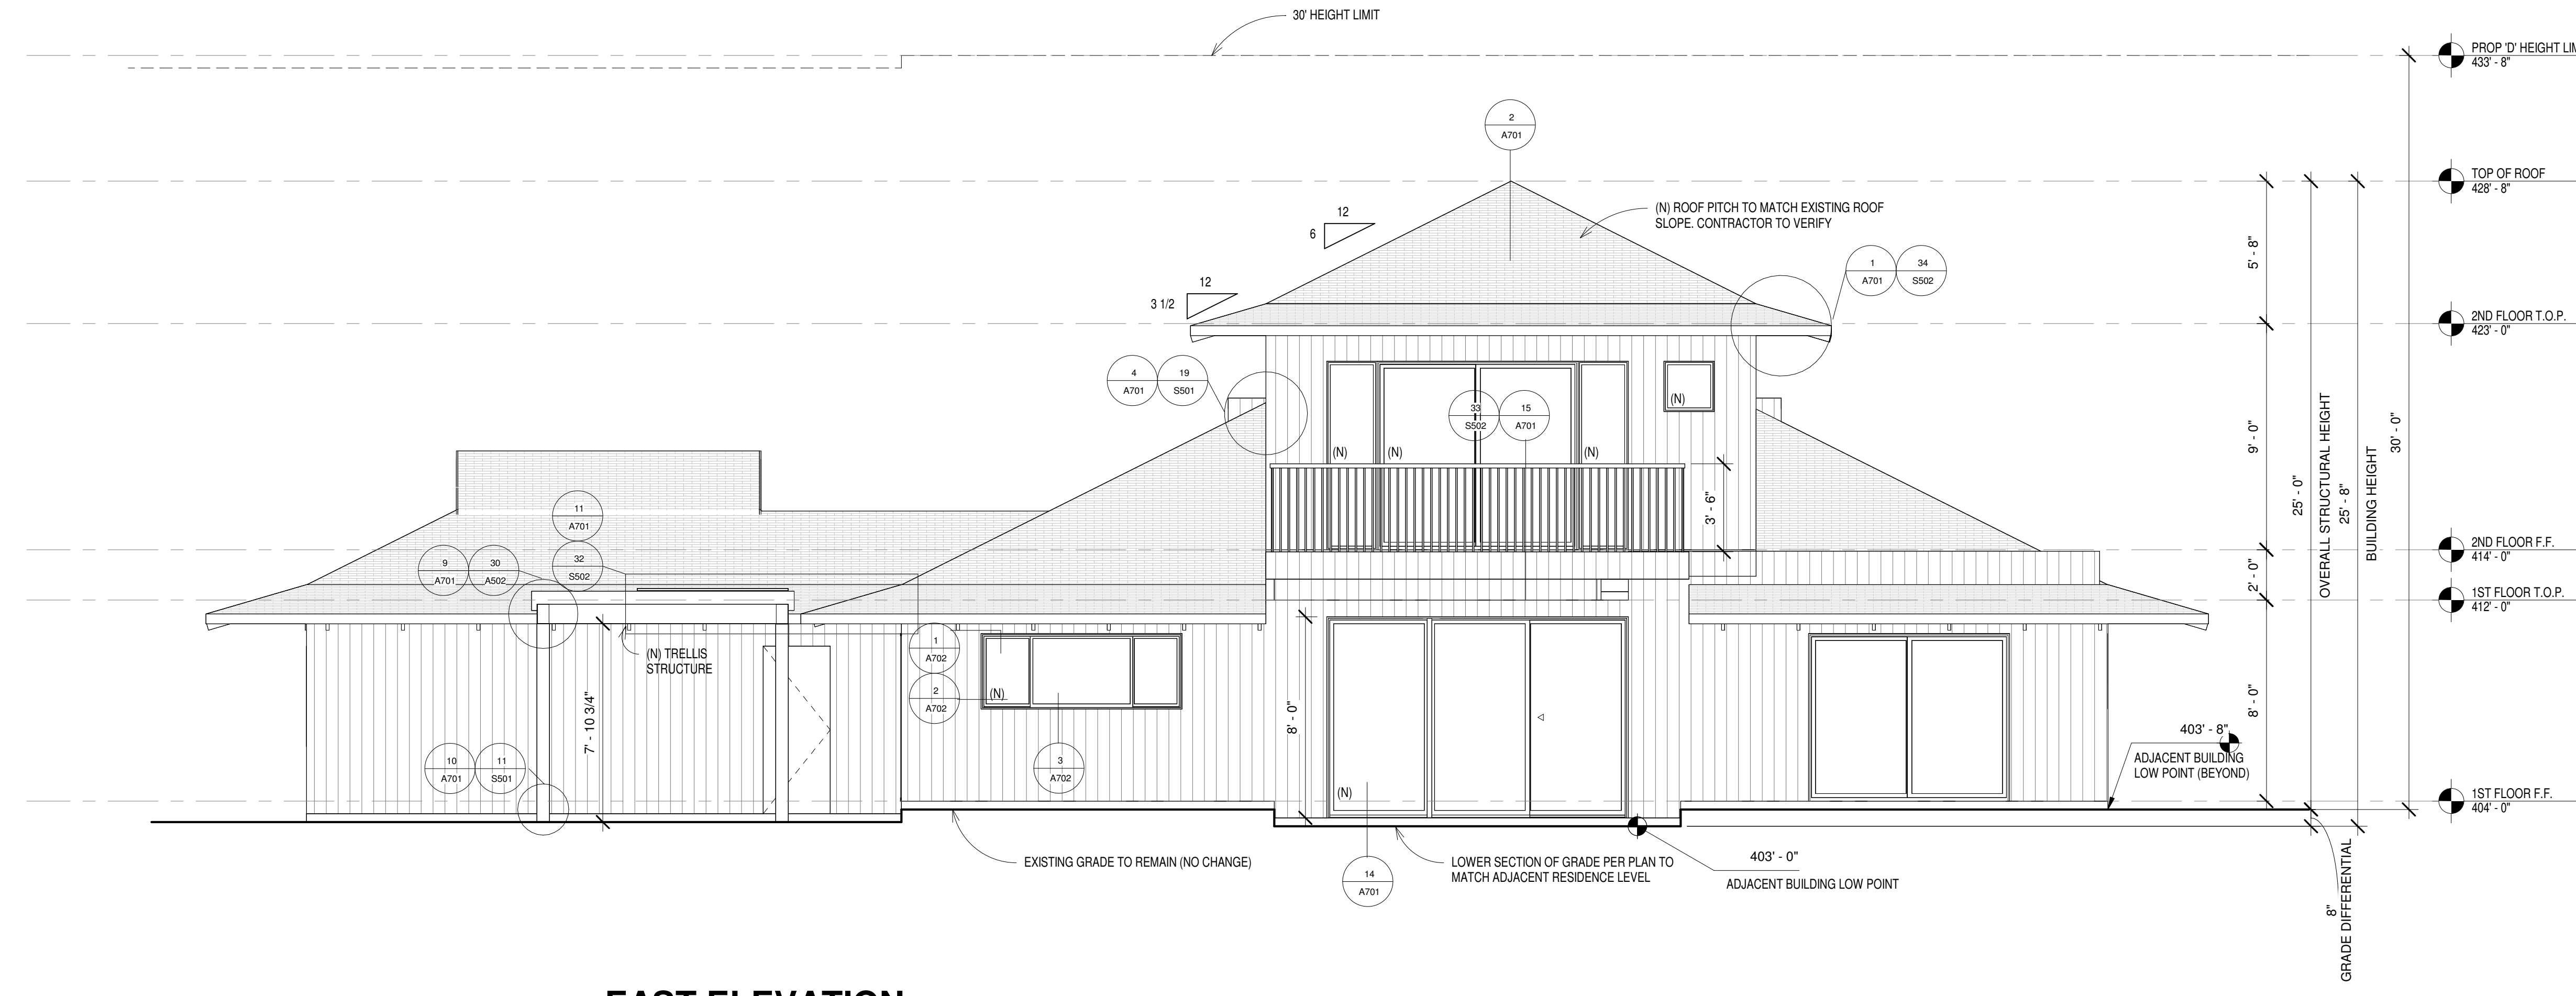 30' HEIGHT LIMIT
PROP 'D' HEIGHT
433' - 8"
2
A701
TOP OF ROOF
428' - 8"
(N) ROOF PITCH TO MATCH EXISTING ROOF
SLOPE. CONTRACTOR TO VERIFY
12
6
12
3 1/2
1
A701
34
S502
5' - 8"
2ND FLOOR T.O.P.
423' - 0"
4
A701
19
S501
(N)
33
S502
15
A701
(N)
(N)
(N)
3' - 6"
9' - 0"
25' - 0"
OVERALL STRUCTURAL HEIGHT
25' - 8"
BUILDING HEIGHT
30' - 0"
11
A701
32
S502
9
A701
30
A502
2ND FLOOR F.F.
414' - 0"
2' - 0"
1ST FLOOR T.O.P.
412' - 0"
(N) TRELLIS
STRUCTURE
7' - 10 3/4"
1
A702
2
A702
(N)
3
A702
10
A701
11
S501
8' - 0"
(N)
14
A701
8' - 0"
403' - 8"
ADJACENT BUILDING
LOW POINT (BEYOND)
1ST FLOOR F.F.
404' - 0"
EXISTING GRADE TO REMAIN (NO CHANGE)
LOWER SECTION OF GRADE PER PLAN TO
MATCH ADJACENT RESIDENCE LEVEL
403' - 0"
ADJACENT BUILDING LOW POINT
8"
GRADE DIFFERENTIAL
EAST ELEVATION